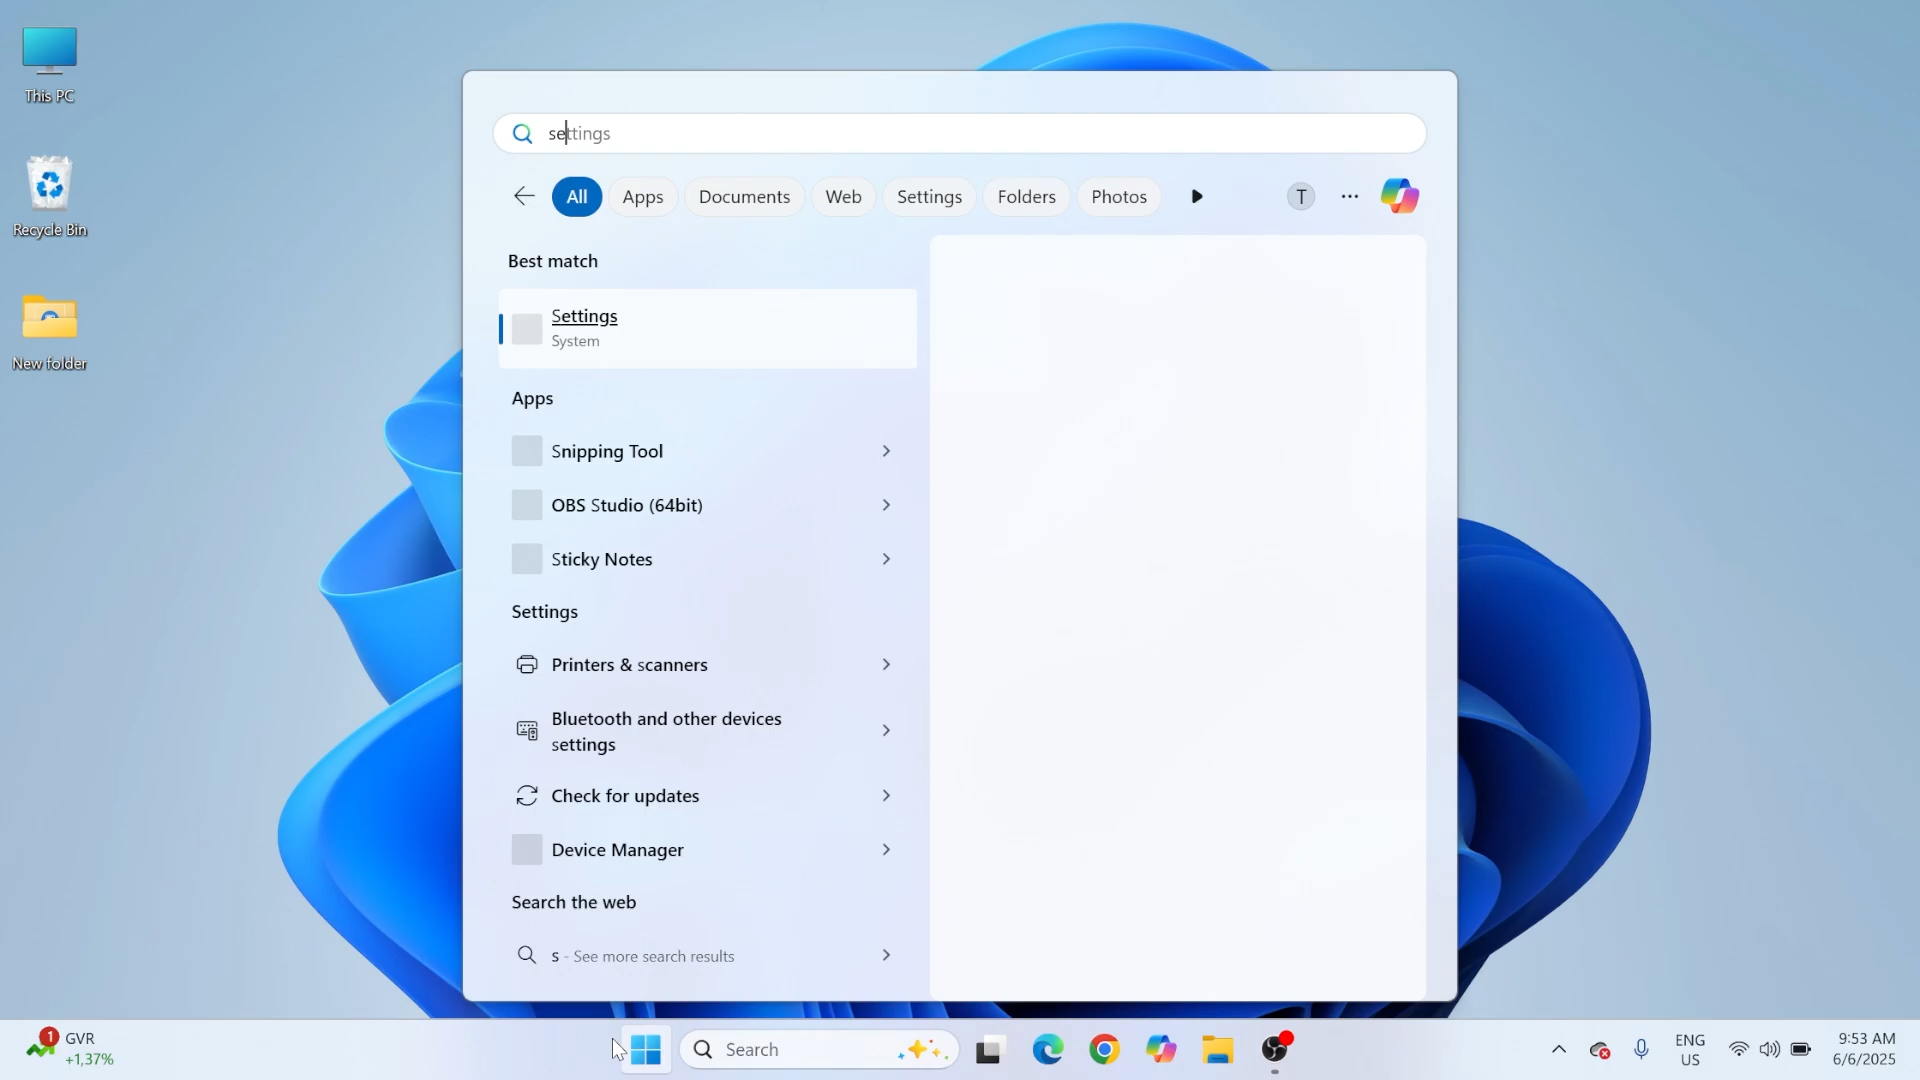 This PC
Recycle Bin
New folder
settings
All
Apps
Documents
Web
Settings
Folders
Photos
T
Best match
Settings
System
Apps
Snipping Tool
OBS Studio (64bit)
Sticky Notes
Settings
Printers & scanners
Bluetooth and other devices
settings
Check for updates
Device Manager
Search the web
s - See more search results
1
GVR
+1,37%
Search
ENG
US
9:53 AM
6/6/2025